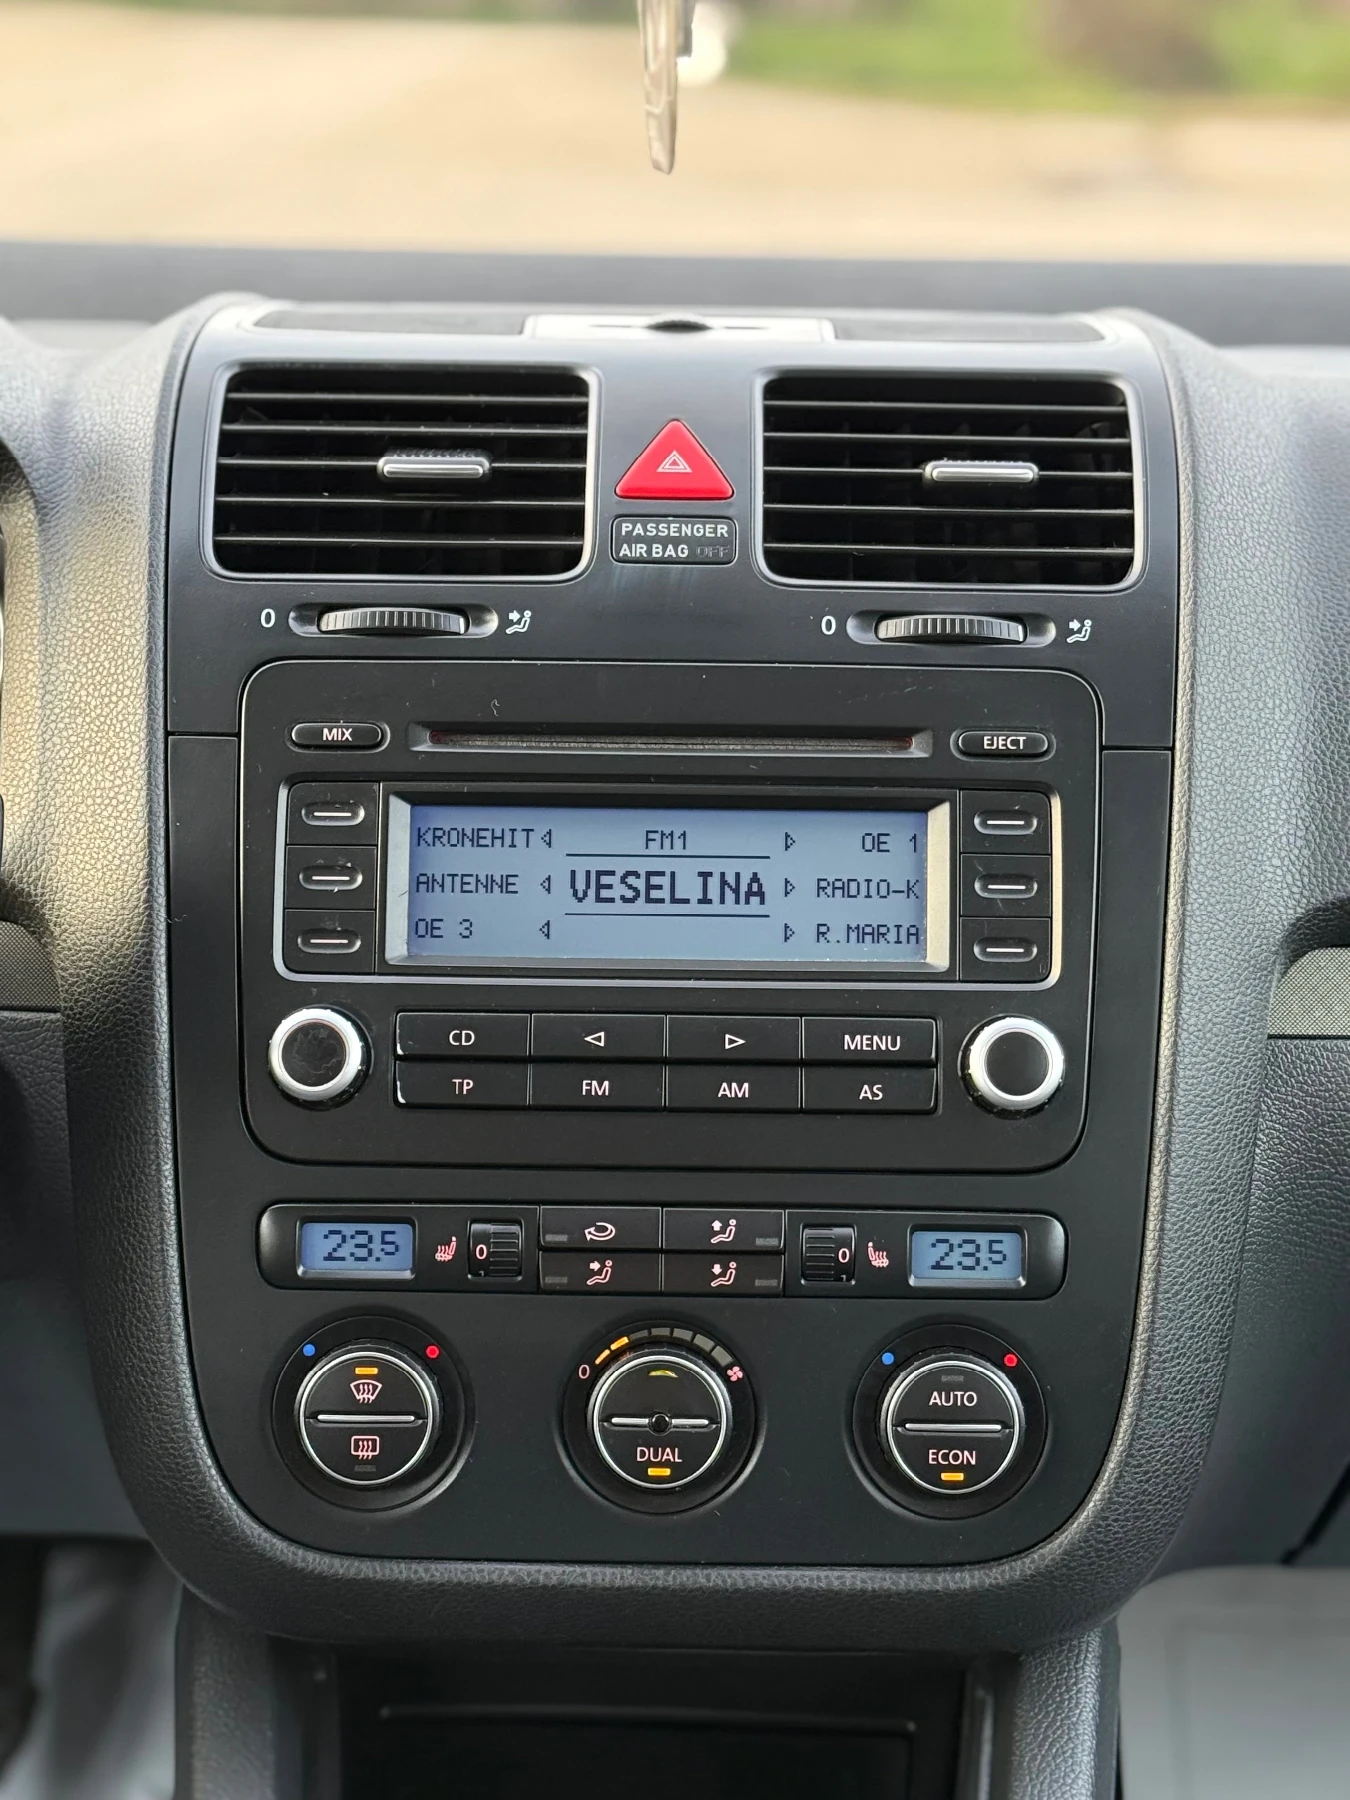 PASSENGER
AIR BAG OFF
0 0
MIX EJECT
KRONEHIT FM1 OE 1
ANTENNE VESELINA RADIO-K
OE 3 R.MARIA
CD MENU
TP FM AM AS
23.5 0 0 23.5
0
AUTO
DUAL ECON